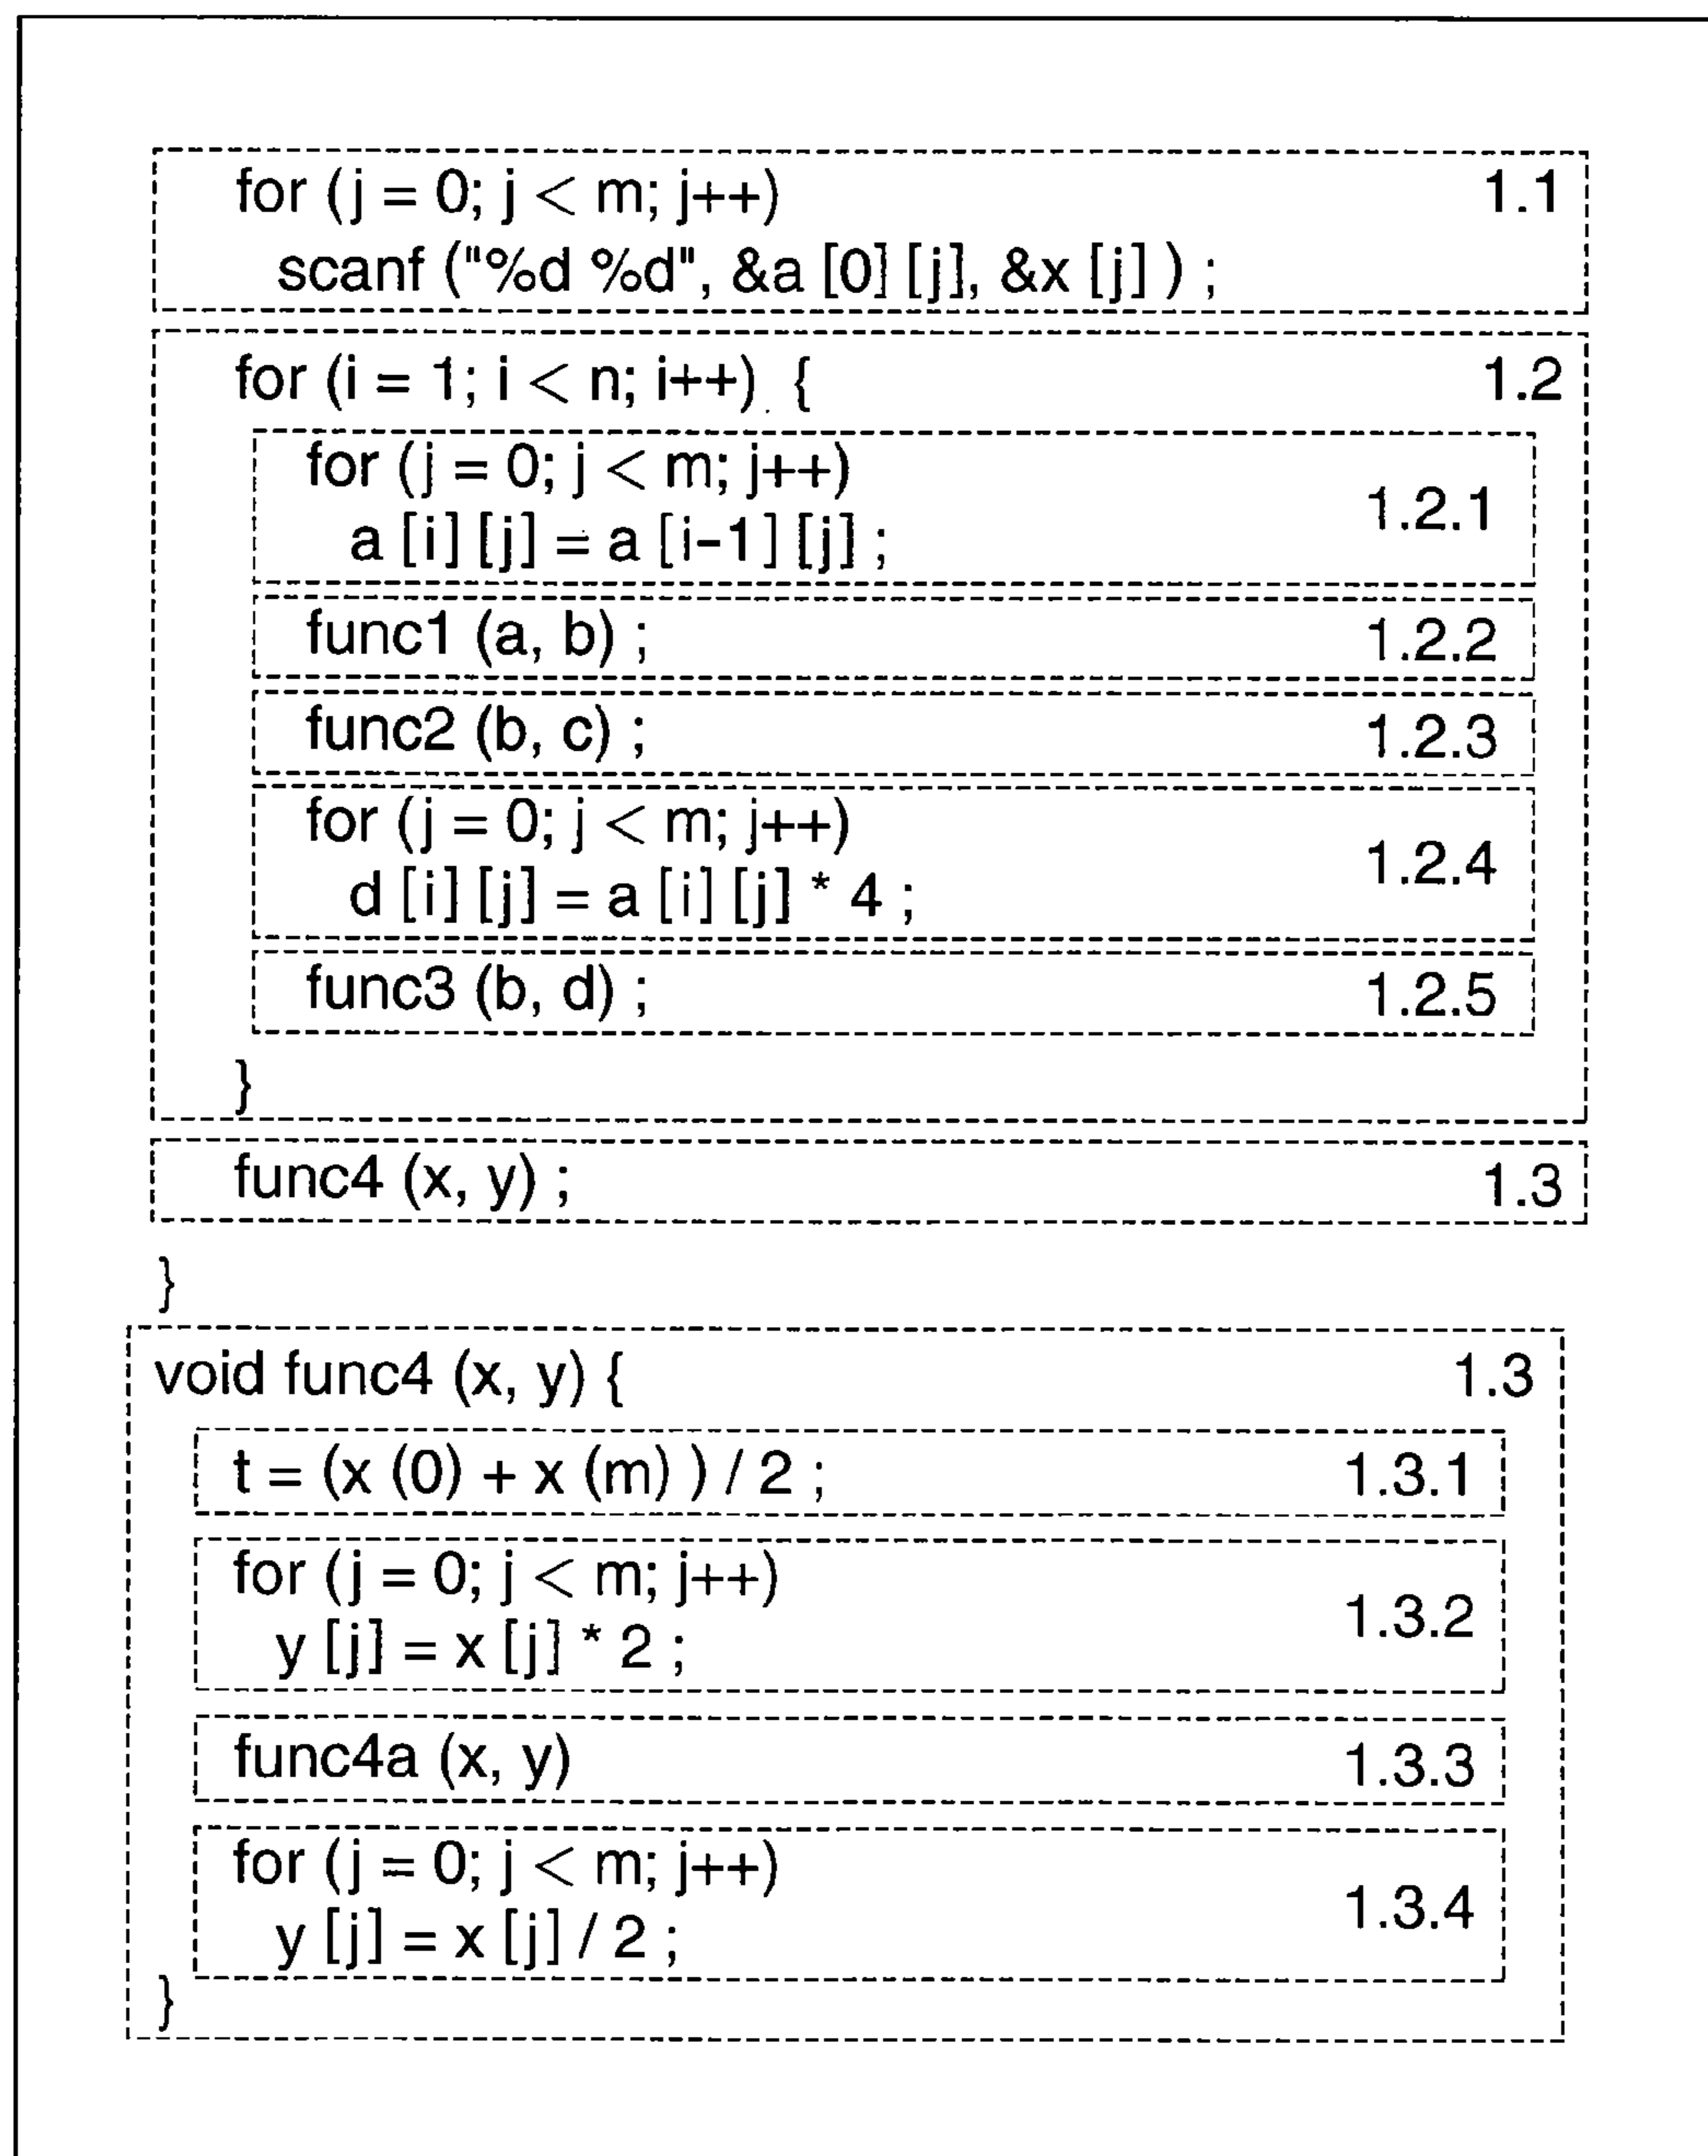 for (j = 0; j < m; j++) 1.1
scanf ("%d %d", &a [0] [j], &x [j] ) ;
for (i = 1; i < n; i++) { 1.2
for (j = 0; j < m; j++)
a [i] [j] = a [i-1] [j] ; 1.2.1
func1 (a, b) ; 1.2.2
func2 (b, c) ; 1.2.3
for (j = 0; j < m; j++)
d [i] [j] = a [i] [j] * 4 ; 1.2.4
func3 (b, d) ; 1.2.5
}
func4 (x, y) ; 1.3
}
void func4 (x, y) { 1.3
t = (x (0) + x (m) ) / 2 ; 1.3.1
for (j = 0; j < m; j++)
y [j] = x [j] * 2 ; 1.3.2
func4a (x, y) 1.3.3
for (j = 0; j < m; j++)
y [j] = x [j] / 2 ; 1.3.4
}